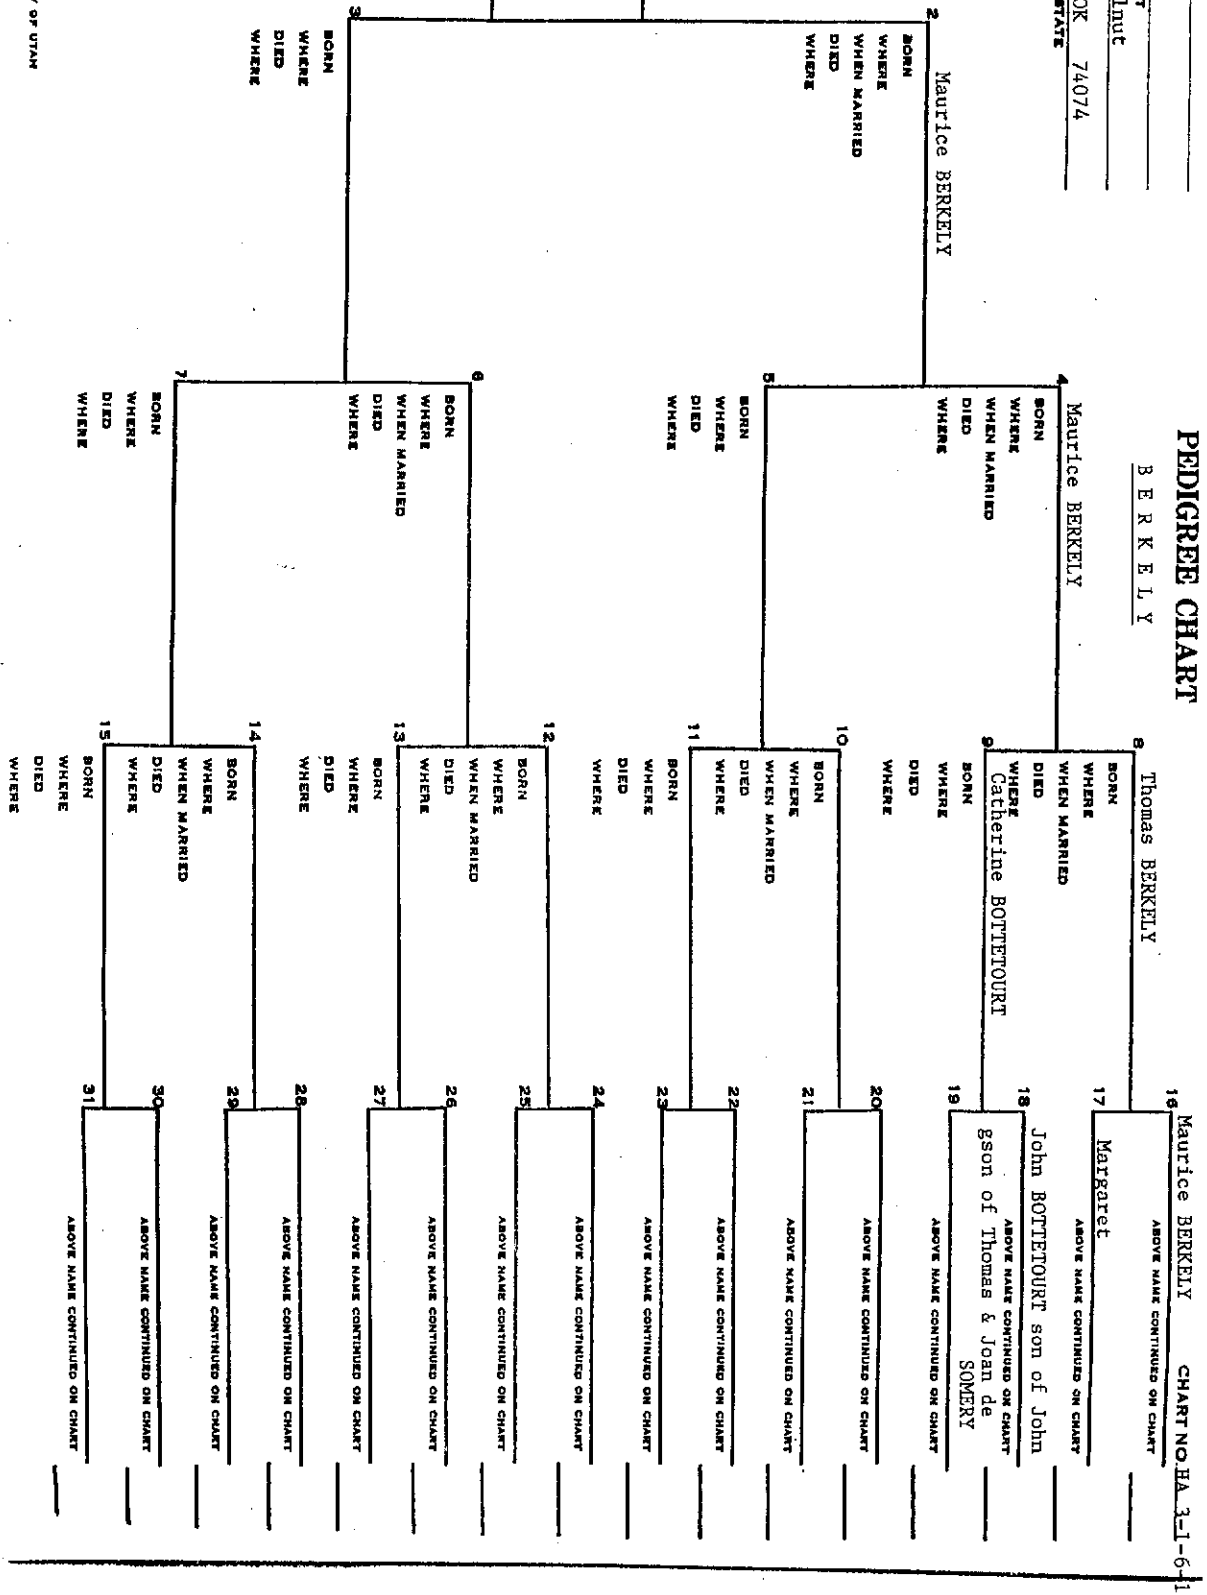 PEDIGREE CHART
B E R K E L Y
CHART NO. HA 3-1-6-1
lnut
OK 74074
STATE
2
Maurice BERKELY
BORN
WHERE
WHEN MARRIED
DIED
WHERE
3
BORN
WHERE
DIED
WHERE
4
Maurice BERKELY
BORN
WHERE
WHEN MARRIED
DIED
WHERE
5
BORN
WHERE
DIED
WHERE
6
BORN
WHERE
WHEN MARRIED
DIED
WHERE
7
BORN
WHERE
DIED
WHERE
8
Thomas BERKELY
BORN
WHERE
WHEN MARRIED
DIED
WHERE
9
Catherine BOTTETOURT
BORN
WHERE
DIED
WHERE
10
BORN
WHERE
WHEN MARRIED
DIED
WHERE
11
BORN
WHERE
DIED
WHERE
12
BORN
WHERE
WHEN MARRIED
DIED
WHERE
13
BORN
WHERE
DIED
WHERE
14
BORN
WHERE
WHEN MARRIED
DIED
WHERE
15
BORN
WHERE
DIED
WHERE
16
Maurice BERKELY
ABOVE NAME CONTINUED ON CHART
17
Margaret
ABOVE NAME CONTINUED ON CHART
18
John BOTTETOURT son of John
ABOVE NAME CONTINUED ON CHART
gson of Thomas & Joan de
SOMERY
19
ABOVE NAME CONTINUED ON CHART
20
ABOVE NAME CONTINUED ON CHART
21
ABOVE NAME CONTINUED ON CHART
22
ABOVE NAME CONTINUED ON CHART
23
ABOVE NAME CONTINUED ON CHART
24
ABOVE NAME CONTINUED ON CHART
25
ABOVE NAME CONTINUED ON CHART
26
ABOVE NAME CONTINUED ON CHART
27
ABOVE NAME CONTINUED ON CHART
28
ABOVE NAME CONTINUED ON CHART
29
ABOVE NAME CONTINUED ON CHART
30
ABOVE NAME CONTINUED ON CHART
31
ABOVE NAME CONTINUED ON CHART
OF UTAH